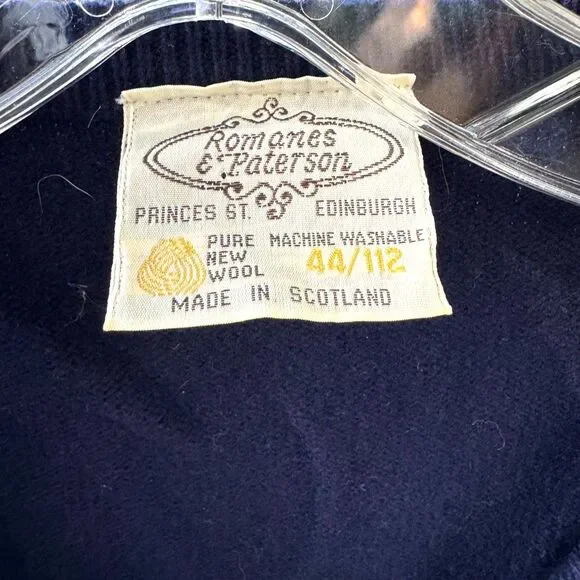 Romanes
& Paterson
PRINCES ST. EDINBURGH
PURE NEW WOOL
MACHINE WASHABLE
44/112
MADE IN SCOTLAND